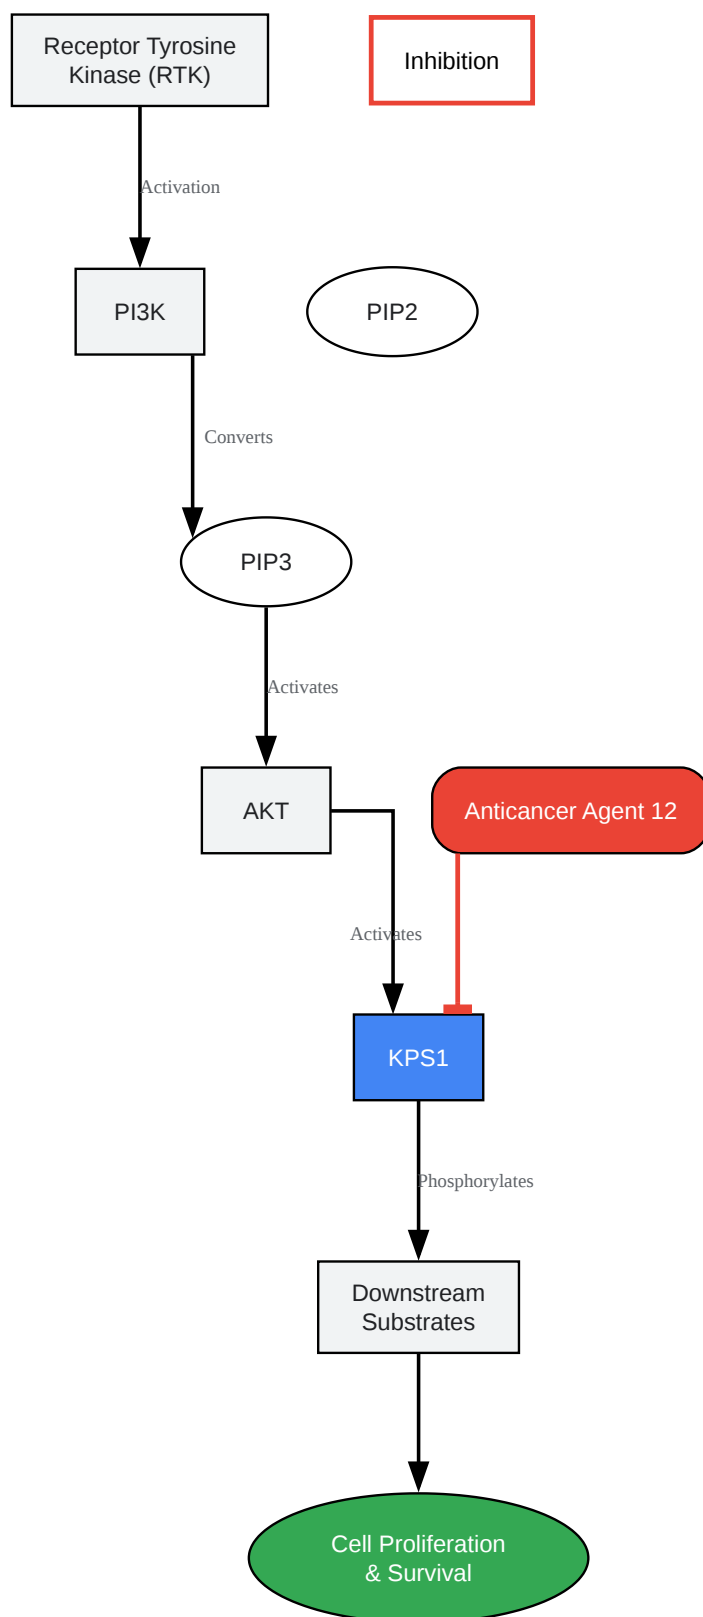 Receptor Tyrosine
Kinase (RTK)
Inhibition
Activation
PI3K
PIP2
Converts
PIP3
Activates
AKT
Anticancer Agent 12
Activates
KPS1
Phosphorylates
Downstream
Substrates
Cell Proliferation
& Survival